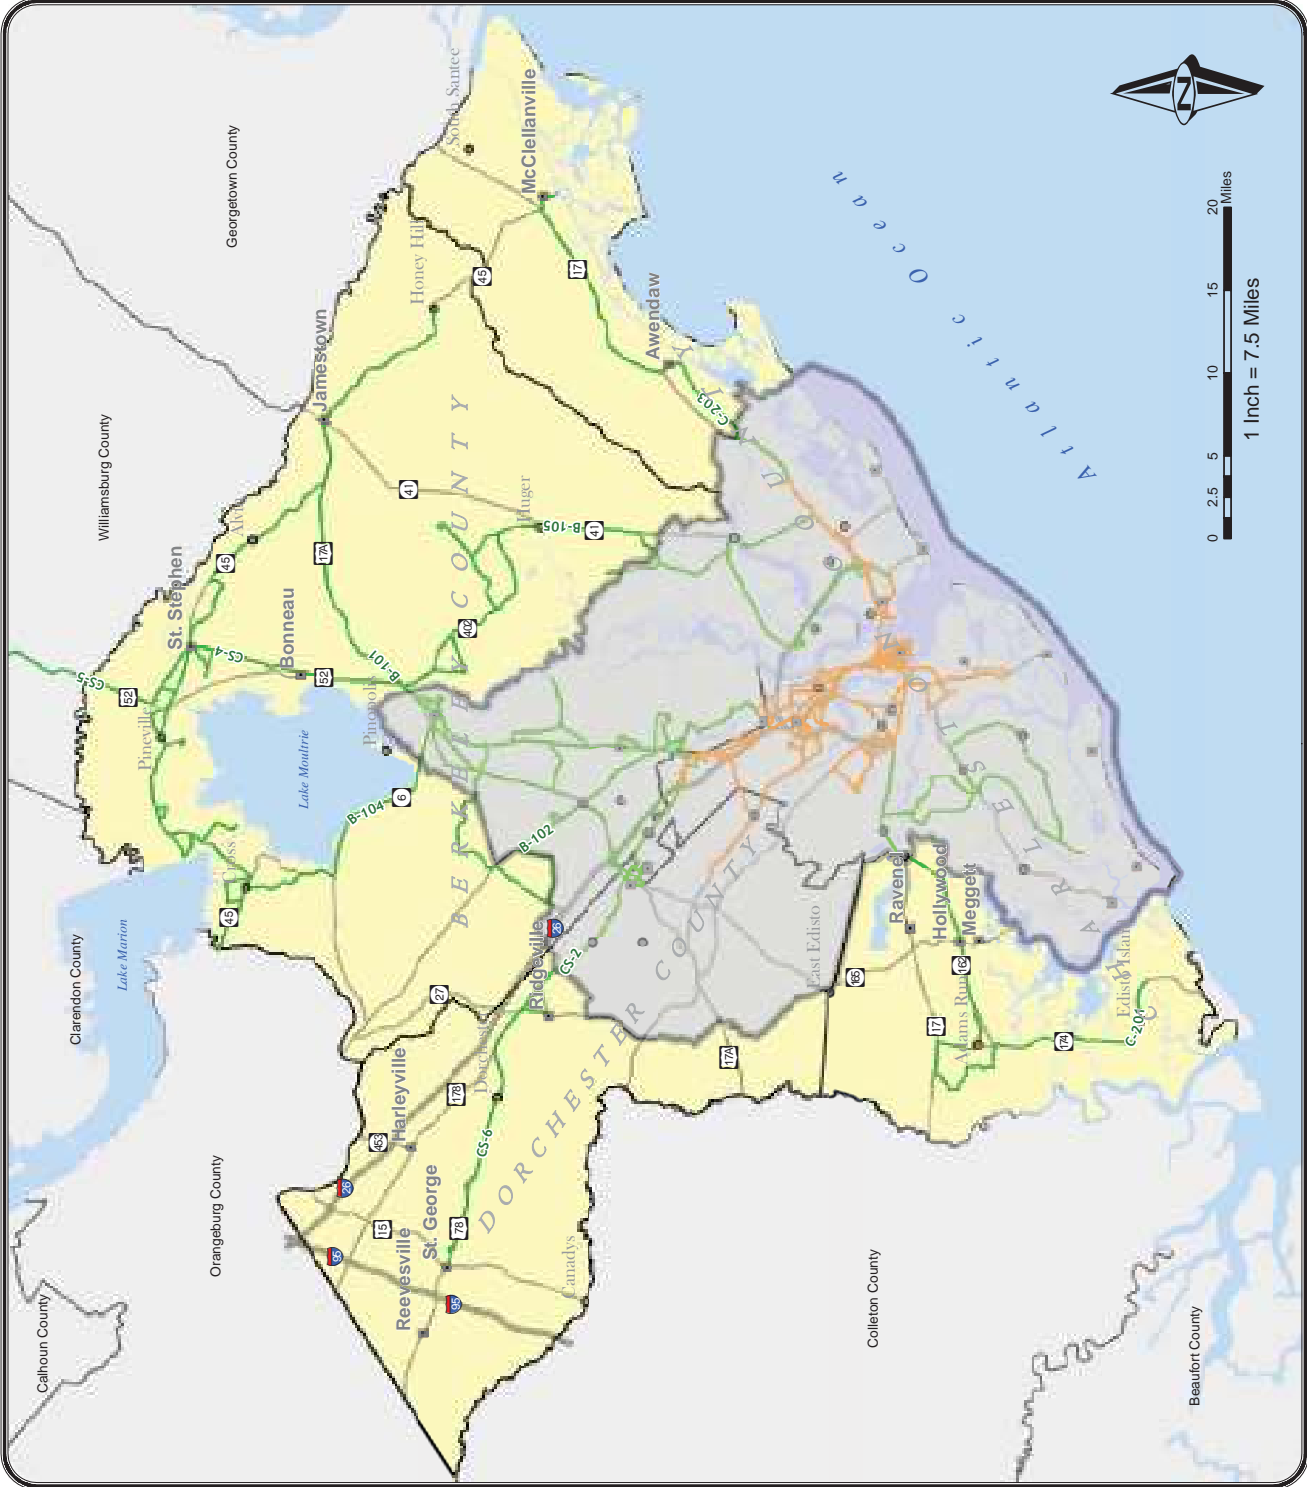 Calhoun County
Orangeburg County
Clarendon County
Williamsburg County
Georgetown County
Colleton County
Beaufort County
Lake Marion
Lake Moultrie
Atlantic Ocean
BERKELEY COUNTY
DORCHESTER COUNTY
CHARLESTON COUNTY
South Santee
McClellanville
Honey Hill
Jamestown
Awendaw
Alvin
Huger
St. Stephen
Bonneau
Pineville
Pinopolis
Cross
Ridgeville
Dorchester
Harleyville
St. George
Reevesville
Canadys
East Edisto
Ravenel
Hollywood
Meggett
Adams Run
Edisto Island
CS-5
CS-4
B-101
B-104
B-102
B-105
C-203
CS-2
CS-6
C-201
52
52
45
45
45
17A
17A
41
41
402
17
17
6
27
26
26
178
453
15
78
95
95
165
162
174
N
0
2.5
5
10
15
20
Miles
1 Inch = 7.5 Miles